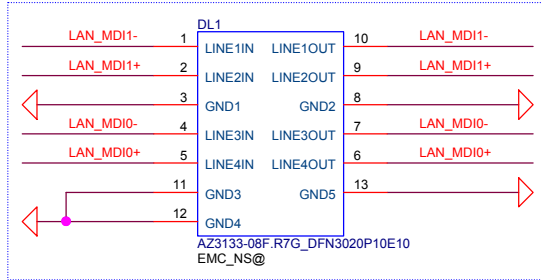 DL1
LAN_MDI1- 1 LINE1IN LINE1OUT 10 LAN_MDI1-
LAN_MDI1+ 2 LINE2IN LINE2OUT 9 LAN_MDI1+
3 GND1 GND2 8
LAN_MDI0- 4 LINE3IN LINE3OUT 7 LAN_MDI0-
LAN_MDI0+ 5 LINE4IN LINE4OUT 6 LAN_MDI0+
11 GND3 GND5 13
12 GND4
AZ3133-08F.R7G_DFN3020P10E10
EMC_NS@